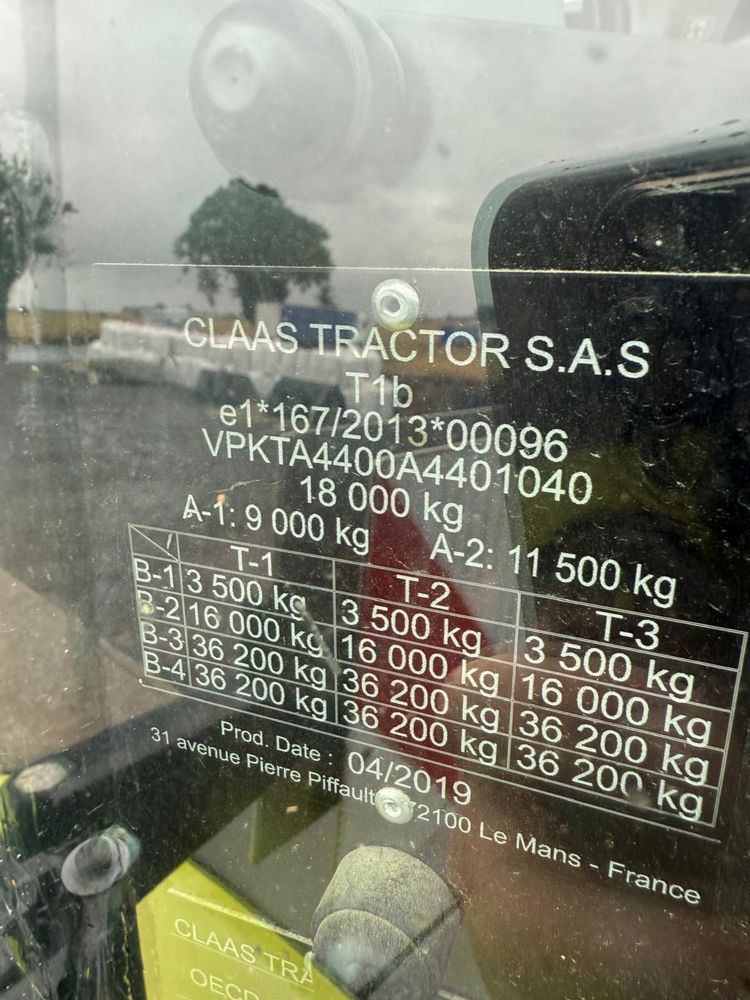 CLAAS TRACTOR S.A.S
T1b
e1*167/2013*00096
VPKTA4400A4401040
18 000 kg
A-1: 9 000 kg A-2: 11 500 kg
T-1 T-2 T-3
B-1 3 500 kg 3 500 kg 3 500 kg
B-2 16 000 kg 16 000 kg 16 000 kg
B-3 36 200 kg 36 200 kg 36 200 kg
B-4 36 200 kg 36 200 kg 36 200 kg
Prod. Date : 04/2019
31 avenue Pierre Piffault 72100 Le Mans - France
CLAAS
OECD